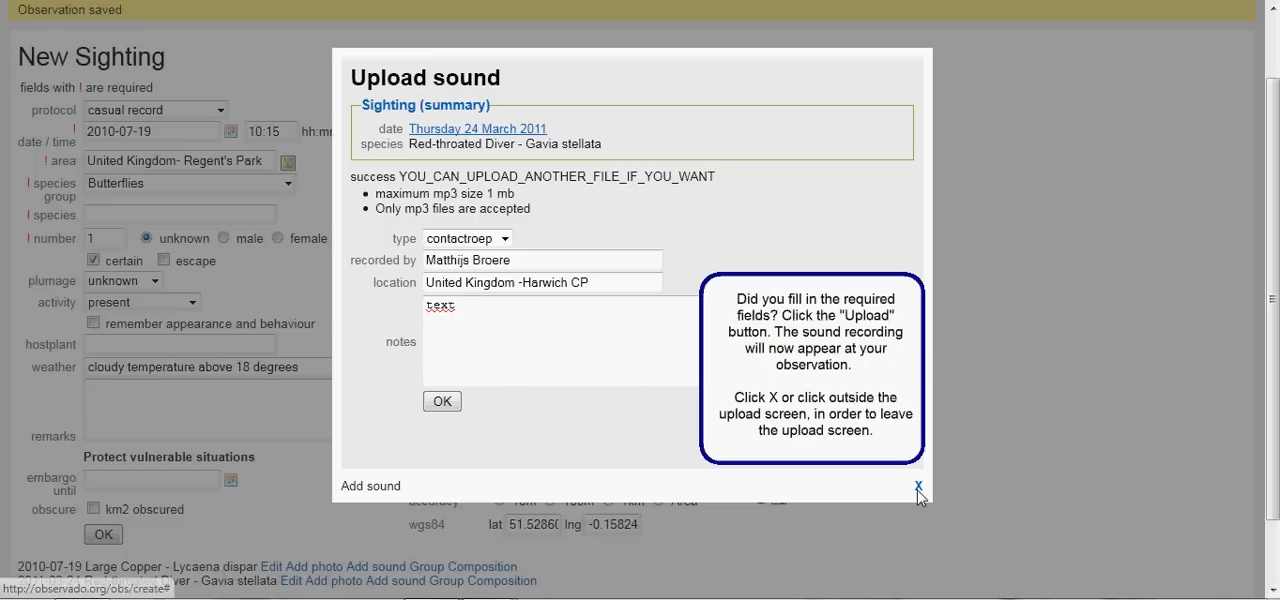 Observation saved
New Sighting
fields with ! are required
protocol casual record
! date / time 2010-07-19 10:15 hh:m
! area United Kingdom- Regent's Park
! species group Butterflies
! species
! number 1 unknown male female
certain escape
plumage unknown
activity present
remember appearance and behaviour
hostplant
weather cloudy temperature above 18 degrees
remarks
Protect vulnerable situations
embargo until
obscure km2 obscured
OK
wgs84 lat 51.5286 lng -0.15824
2010-07-19 Large Copper - Lycaena dispar Edit Add photo Add sound Group Composition
River - Gavia stellata Edit Add photo Add sound Group Composition
http://observado.org/obs/create#
Upload sound
Sighting (summary)
date Thursday 24 March 2011
species Red-throated Diver - Gavia stellata
success YOU_CAN_UPLOAD_ANOTHER_FILE_IF_YOU_WANT
• maximum mp3 size 1 mb
• Only mp3 files are accepted
type contactroep
recorded by Matthijs Broere
location United Kingdom -Harwich CP
text
notes
OK
Add sound X
Did you fill in the required
fields? Click the "Upload"
button. The sound recording
will now appear at your
observation.
Click X or click outside the
upload screen, in order to leave
the upload screen.